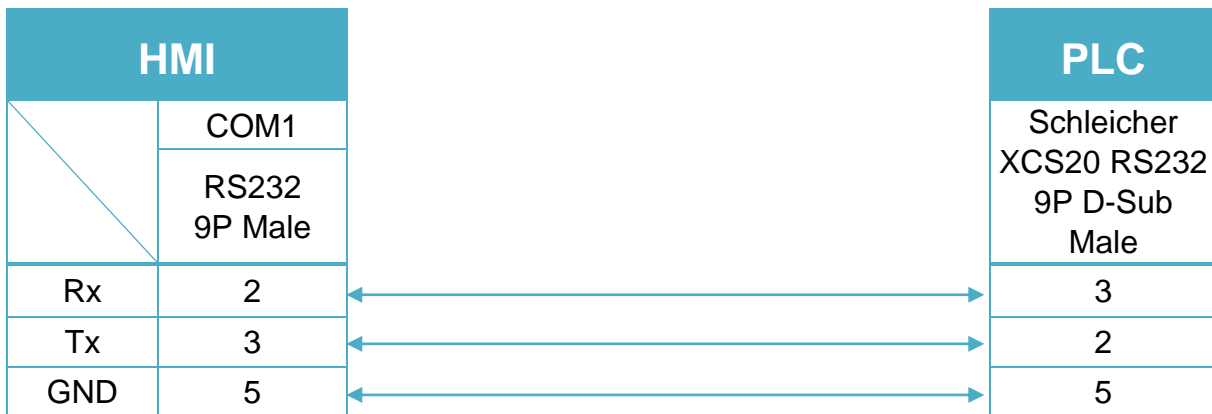 HMI
PLC
COM1
RS232
9P Male
Schleicher
XCS20 RS232
9P D-Sub
Male
Rx 2 3
Tx 3 2
GND 5 5